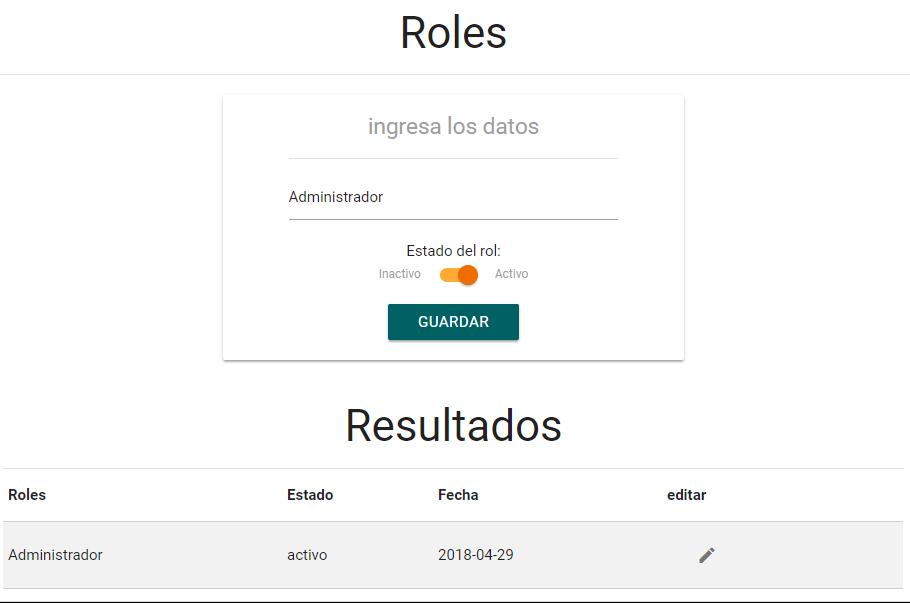 Roles
ingresa los datos
Administrador
Estado del rol:
Inactivo Activo
GUARDAR
Resultados
Roles Estado Fecha editar
Administrador activo 2018-04-29